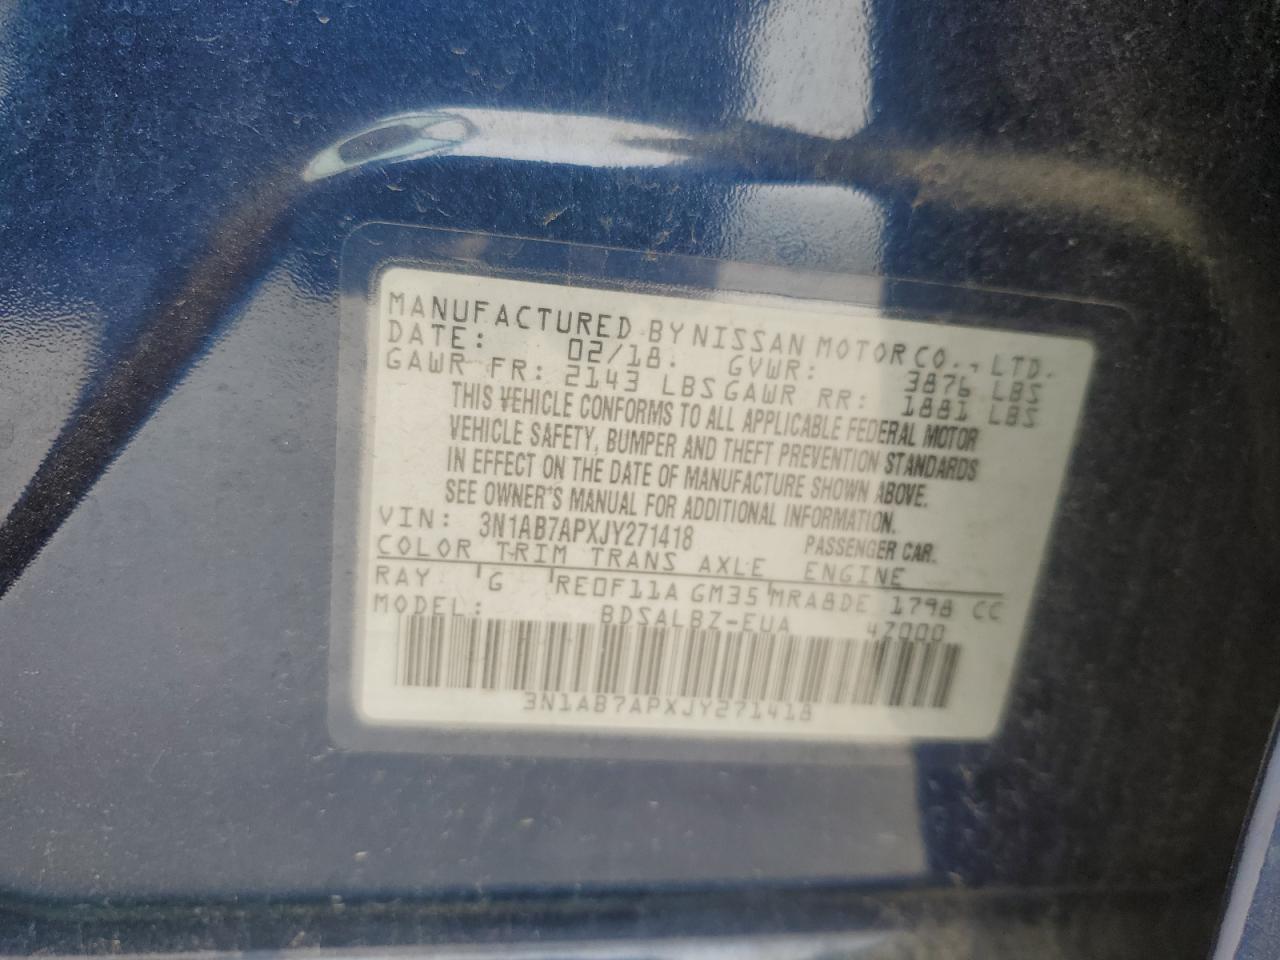 MANUFACTURED BY NISSAN MOTOR CO., LTD.
DATE: 02/18. GVWR: 3876 LBS
GAWR FR: 2143 LBS GAWR RR: 1881 LBS
THIS VEHICLE CONFORMS TO ALL APPLICABLE FEDERAL MOTOR
VEHICLE SAFETY, BUMPER AND THEFT PREVENTION STANDARDS
IN EFFECT ON THE DATE OF MANUFACTURE SHOWN ABOVE.
SEE OWNER'S MANUAL FOR ADDITIONAL INFORMATION.
VIN: 3N1AB7APXJY271418 PASSENGER CAR.
COLOR TRIM TRANS AXLE ENGINE
RAY G RE0F11A GM35 MRA8DE 1798 CC
MODEL: BDSALBZ-EUA 47000
3N1AB7APXJY271418